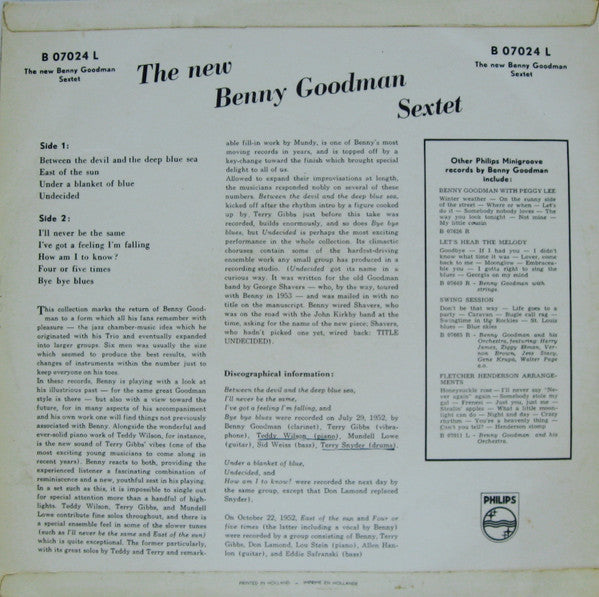 B 07024 L
The new Benny Goodman
Sextet
The new
Benny Goodman
Sextet
B 07024 L
The new Benny Goodman
Sextet
Side 1:
Between the devil and the deep blue sea
East of the sun
Under a blanket of blue
Undecided
Side 2:
I'll never be the same
I've got a feeling I'm falling
How am I to know?
Four or five times
Bye bye blues
This collection marks the return of Benny Good-
man to a form which all his fans remember with
pleasure — the jazz chamber-music idea which he
originated with his Trio and eventually expanded
into larger groups. Six men was usually the size
which seemed to produce the best results, with
changes of instruments within the number just to
keep everyone on his toes.
In these records, Benny is playing with a look at
his illustrious past — for the same great Goodman
style is there — but also with a view toward the
future, for in many aspects of his accompaniment
and his own work one will find things not previously
associated with Benny. Alongside the wonderful and
ever-solid piano work of Teddy Wilson, for instance,
is the new sound of Terry Gibbs' vibes (one of the
most exciting young musicians to come along in
recent years). Benny reacts to both, providing the
experienced listener a fascinating combination of
reminiscence and a new, youthful zest in his playing.
In a set such as this, it is impossible to single out
for special attention more than a handful of high-
lights. Teddy Wilson, Terry Gibbs, and Mundell
Lowe contribute fine solos throughout, and there is
a special ensemble feel in some of the slower tunes
(such as I'll never be the same and East of the sun)
which is quite exceptional. The former particularly,
with its great solos by Teddy and Terry and remark-
able fill-in work by Mundy, is one of Benny's most
moving records in years, and is topped off by a
key-change toward the finish which brought special
delight to all of us.
Allowed to expand their improvisations at length,
the musicians responded nobly on several of these
numbers. Between the devil and the deep blue sea,
kicked off after the rhythm intro by a figure cooked
up by Terry Gibbs just before this take was
recorded, builds enormously, and so does Bye bye
blues, but Undecided is perhaps the most exciting
performance in the whole collection. Its climactic
choruses contain some of the hardest-driving
ensemble work any small group has produced in a
recording studio. (Undecided got its name in a
curious way. It was written for the old Goodman
band by George Shavers — who, by the way, toured
with Benny in 1953 — and was mailed in with no
title on the manuscript. Benny wired Shavers, who
was on the road with the John Kirkby band at the
time, asking for the name of the new piece; Shavers,
who hadn't picked one yet, wired back: TITLE
UNDECIDED).
Discographical information:
Between the devil and the deep blue sea,
I'll never be the same,
I've got a feeling I'm falling, and
Bye bye blues were recorded on July 29, 1952, by
Benny Goodman (clarinet), Terry Gibbs (vibra-
phone), Teddy Wilson (piano), Mundell Lowe
(guitar), Sid Weiss (bass), Terry Snyder (drums).
Under a blanket of blue,
Undecided, and
How am I to know? were recorded the next day by
the same group, except that Don Lamond replaced
Snyder).
On October 22, 1952, East of the sun and Four or
five times (the latter including a vocal by Benny)
were recorded by a group consisting of Benny, Terry
Gibbs, Don Lamond, Lou Stein (piano), Allen Han-
lon (guitar), and Eddie Safranski (bass)
Other Philips Minigroove
records by Benny Goodman
include:
BENNY GOODMAN WITH PEGGY LEE
Winter weather — On the sunny side
of the street — Where or when — Let's
do it — Somebody nobody loves — The
way you look tonight — Not mine —
My little cousin
B 07626 R
LET'S HEAR THE MELODY
Goodbye — If I had you — I didn't
know what time it was — Lover, come
back to me — Moonglow — Embracea-
ble you — I gotta right to sing the
blues — Georgia on my mind
B 07669 R - Benny Goodman with
strings.
SWING SESSION
Don't be that way — Life goes to a
party — Caravan — Bugle call rag —
Swingtime in the Rockies — St. Louis
blues — Blue skies
B 07665 R - Benny Goodman and his
Orchestra, featuring: Harry
James, Ziggy Elman, Ver-
non Brown, Jess Stacy,
Gene Krupa, Walter Page
e.o.
FLETCHER HENDERSON ARRANGE-
MENTS
Honeysuckle rose — I'll never say "Ne-
ver again" again — Somebody stole my
gal — Frenesi — Just you, just me —
Stealin' apples — What a little moon-
light can do — Night and day — Crazy
rhythm — You're a heavenly thing —
Can't you tell? — Henderson stomp
B 07011 L - Benny Goodman and his
Orchestra.
PHILIPS
PRINTED IN HOLLAND - IMPRIMÉ EN HOLLANDE